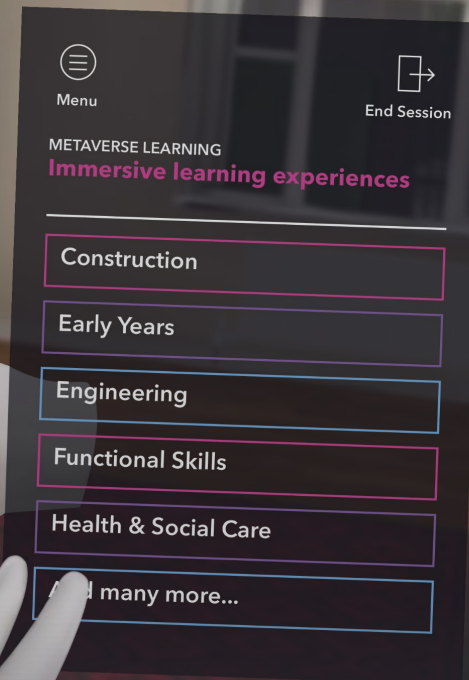 Menu
End Session
METAVERSE LEARNING
Immersive learning experiences
Construction
Early Years
Engineering
Functional Skills
Health & Social Care
And many more...